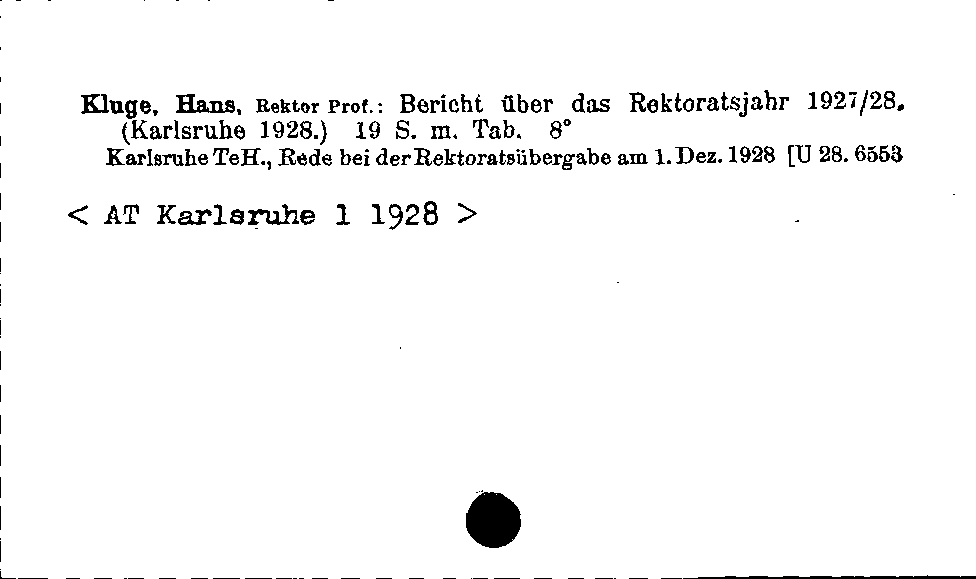 Kluge, Hans, Rektor Prof.: Bericht über das Rektoratsjahr 1927/28.
(Karlsruhe 1928.) 19 S. m. Tab. 8°
Karlsruhe TeH., Rede bei der Rektoratsübergabe am 1. Dez. 1928 [U 28. 6553
< AT Karlsruhe 1 1928 >